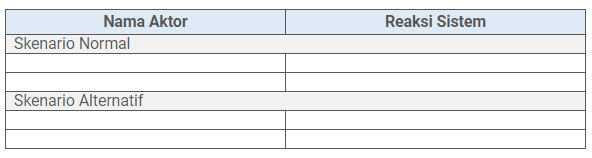 Nama Aktor Reaksi Sistem
Skenario Normal
Skenario Alternatif